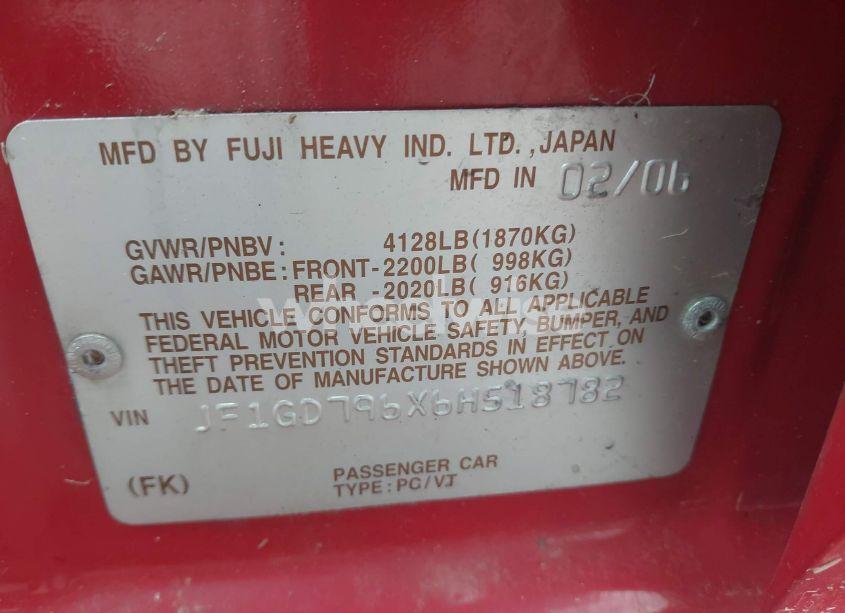 MFD BY FUJI HEAVY IND. LTD.,JAPAN
MFD IN 02/06
GVWR/PNBV: 4128LB(1870KG)
GAWR/PNBE: FRONT-2200LB( 998KG)
REAR -2020LB( 916KG)
THIS VEHICLE CONFORMS TO ALL APPLICABLE
FEDERAL MOTOR VEHICLE SAFETY, BUMPER, AND
THEFT PREVENTION STANDARDS IN EFFECT ON
THE DATE OF MANUFACTURE SHOWN ABOVE.
VIN JF1GD796X6H518782
(FK)
PASSENGER CAR
TYPE:PC/VJ